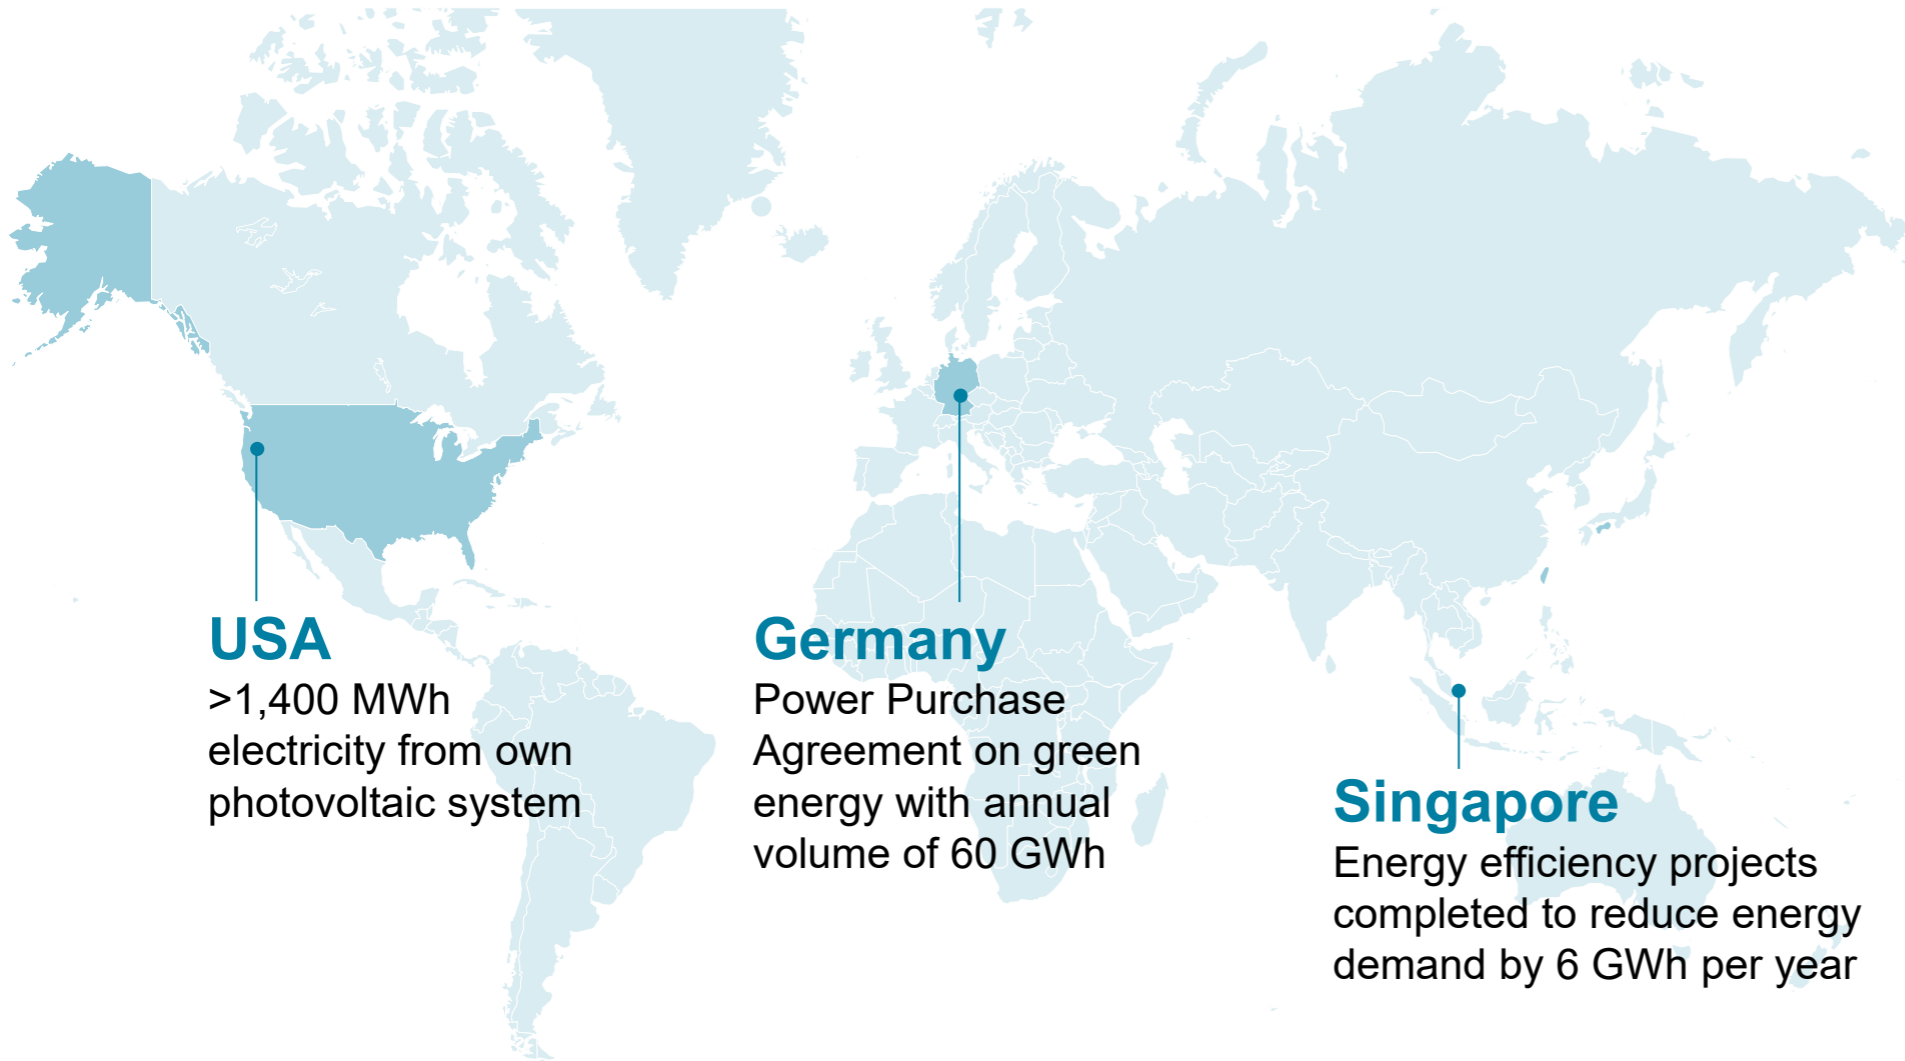 USA
>1,400 MWh
electricity from own
photovoltaic system
Germany
Power Purchase
Agreement on green
energy with annual
volume of 60 GWh
Singapore
Energy efficiency projects
completed to reduce energy
demand by 6 GWh per year